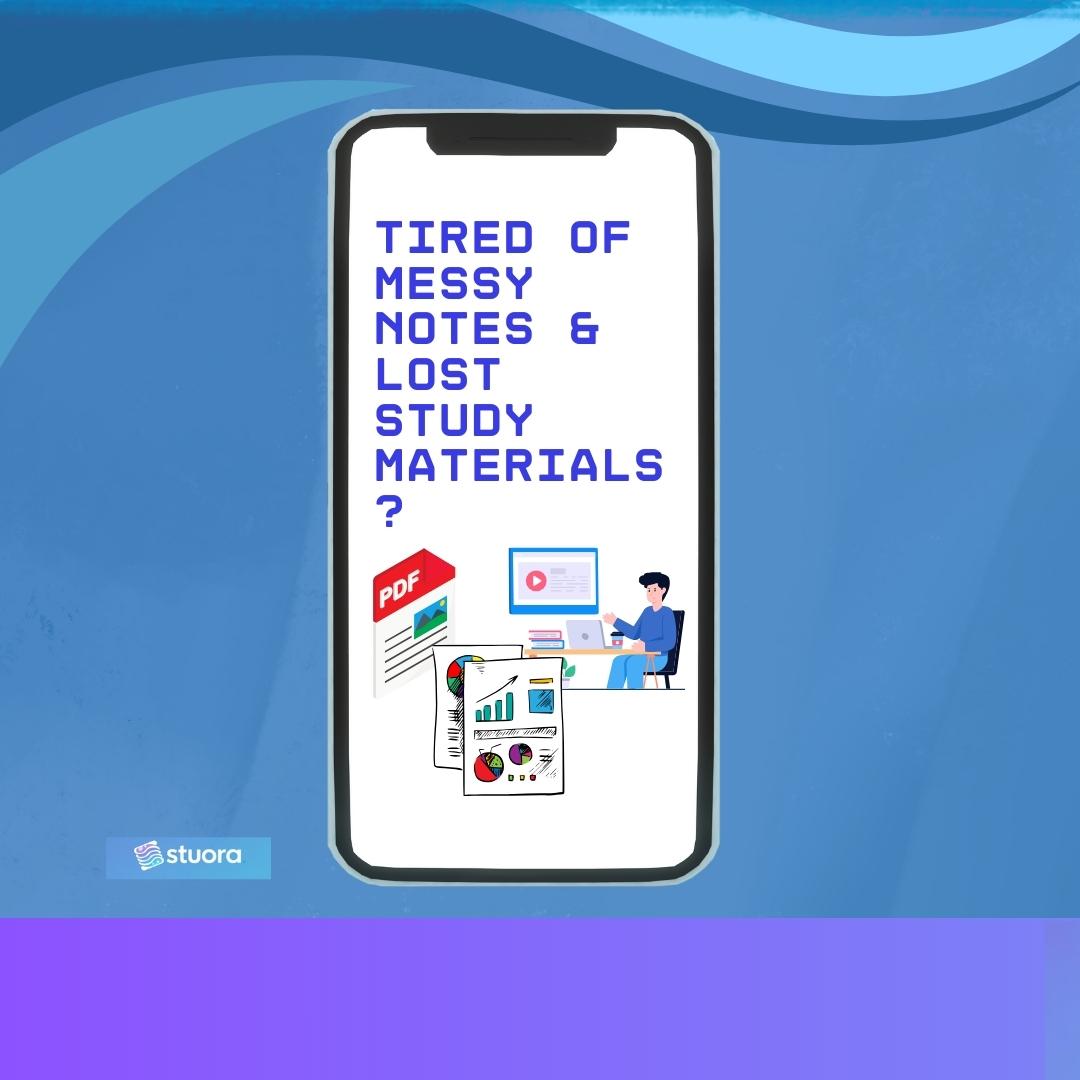 TIRED OF
MESSY
NOTES &
LOST
STUDY
MATERIALS
?
PDF
stuora